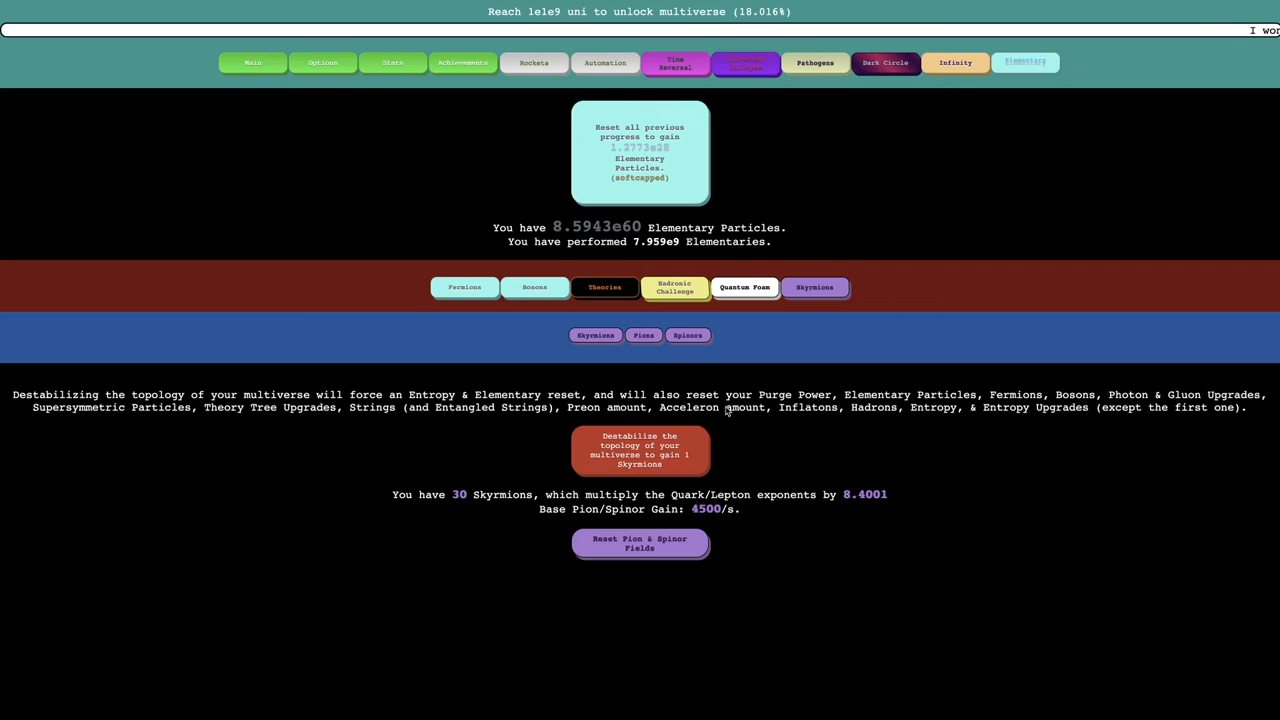 Reach 1e1e9 uni to unlock multiverse (18.016%)
I wor
Main
Options
Stats
Achievements
Rockets
Automation
Time
Reversal
Pathogens
Dark Circle
Infinity
Elementary
Reset all previous
progress to gain
1.2773e28
Elementary
Particles.
(softcapped)
You have 8.5943e60 Elementary Particles.
You have performed 7.959e9 Elementaries.
Fermions
Bosons
Theories
Hadronic
Challenge
Quantum Foam
Skyrmions
Skyrmions
Pions
Spinors
Destabilizing the topology of your multiverse will force an Entropy & Elementary reset, and will also reset your Purge Power, Elementary Particles, Fermions, Bosons, Photon & Gluon Upgrades,
Supersymmetric Particles, Theory Tree Upgrades, Strings (and Entangled Strings), Preon amount, Acceleron amount, Inflatons, Hadrons, Entropy, & Entropy Upgrades (except the first one).
Destabilize the
topology of your
multiverse to gain 1
Skyrmions
You have 30 Skyrmions, which multiply the Quark/Lepton exponents by 8.4001
Base Pion/Spinor Gain: 4500/s.
Reset Pion & Spinor
Fields